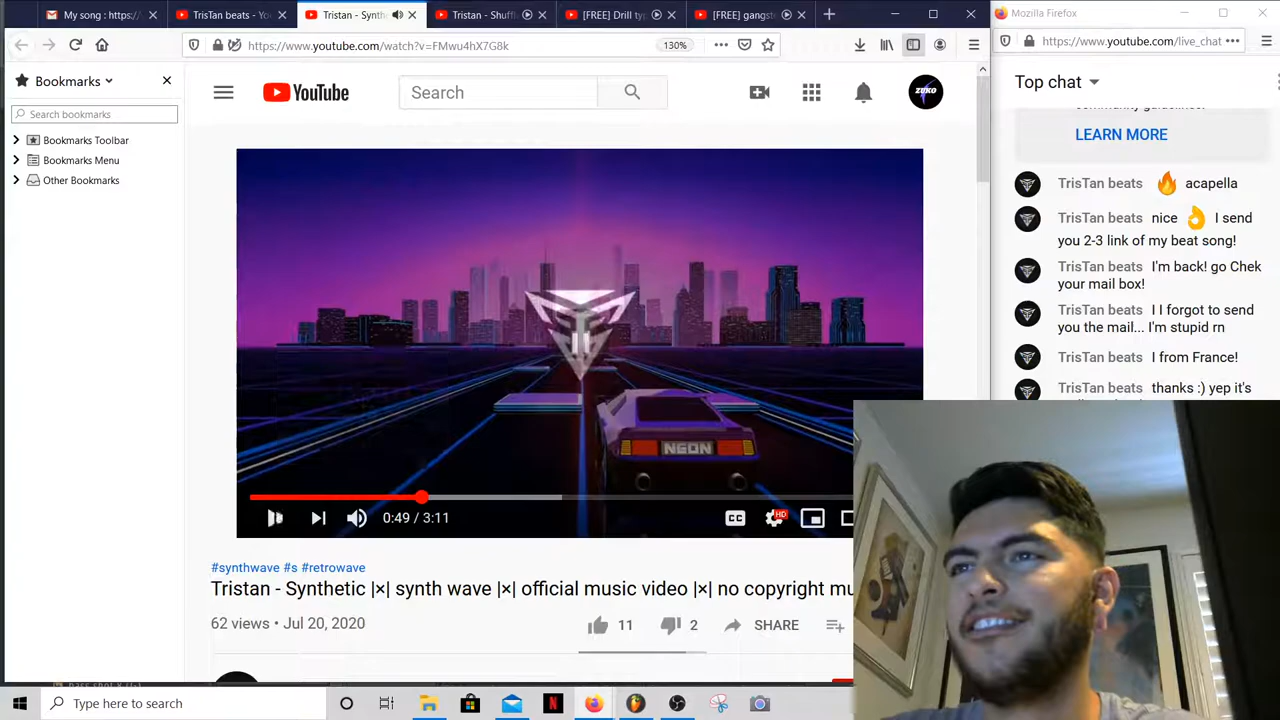 My song : https:/
TrisTan beats - Yo
Tristan - Synth
Tristan - Shuffl
[FREE] Drill typ
[FREE] gangst
Mozilla Firefox
https://www.youtube.com/watch?v=FMwu4hX7G8k
130%
https://www.youtube.com/live_chat
Bookmarks
Search bookmarks
Bookmarks Toolbar
Bookmarks Menu
Other Bookmarks
YouTube
Search
ZUKO
Top chat
LEARN MORE
TrisTan beats 🔥 acapella
TrisTan beats nice 👌 I send
you 2-3 link of my beat song!
TrisTan beats I'm back! go Chek
your mail box!
TrisTan beats I I forgot to send
you the mail... I'm stupid rn
TrisTan beats I from France!
TrisTan beats thanks :) yep it's
NEON
0:49 / 3:11
CC
HD
#synthwave #s #retrowave
Tristan - Synthetic |×| synth wave |×| official music video |×| no copyright mu
62 views • Jul 20, 2020
11
2
SHARE
Type here to search